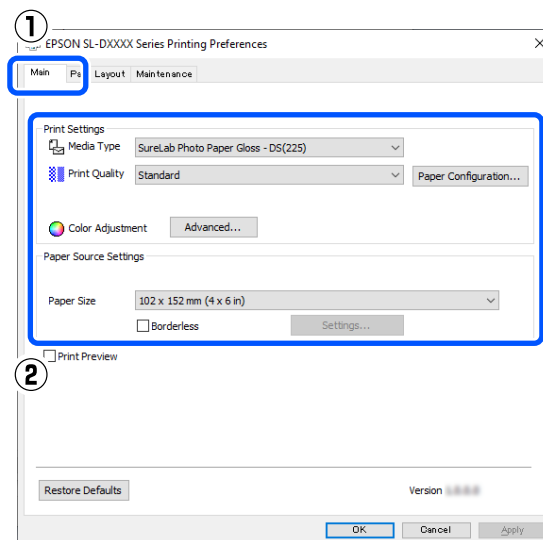 1
EPSON SL-DXXXX Series Printing Preferences
Main Pa Layout Maintenance
Print Settings
Media Type SureLab Photo Paper Gloss - DS(225)
Print Quality Standard Paper Configuration...
Color Adjustment Advanced...
Paper Source Settings
Paper Size 102 x 152 mm (4 x 6 in)
Borderless Settings...
Print Preview
2
Restore Defaults Version
OK Cancel Apply